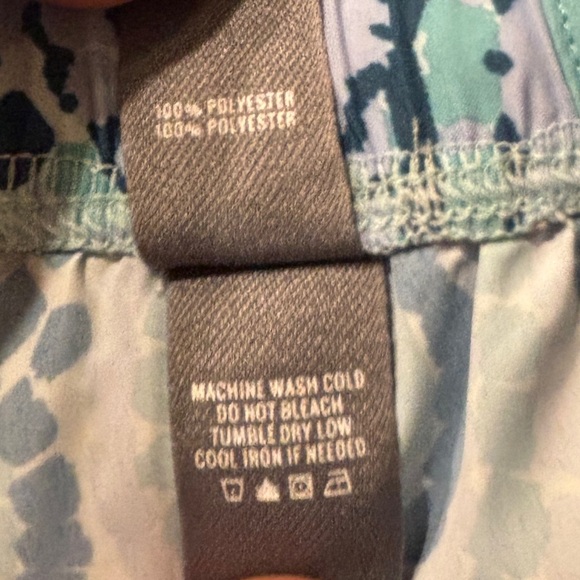 100% POLYESTER
100% POLYESTER
MACHINE WASH COLD
DO NOT BLEACH
TUMBLE DRY LOW
COOL IRON IF NEEDED